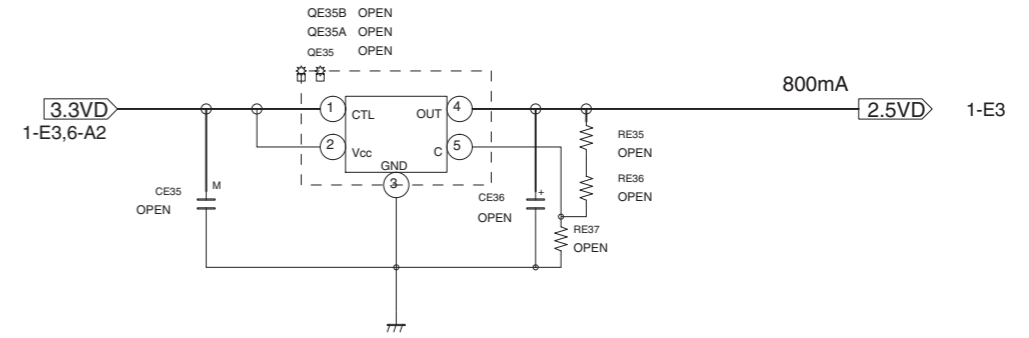 QE35B OPEN
QE35A OPEN
QE35 OPEN
800mA
3.3VD
1 CTL OUT 4
2.5VD 1-E3
1-E3,6-A2
2 Vcc C 5
GND
3
RE35
OPEN
RE36
OPEN
CE35 M
OPEN
CE36 +
OPEN
RE37
OPEN